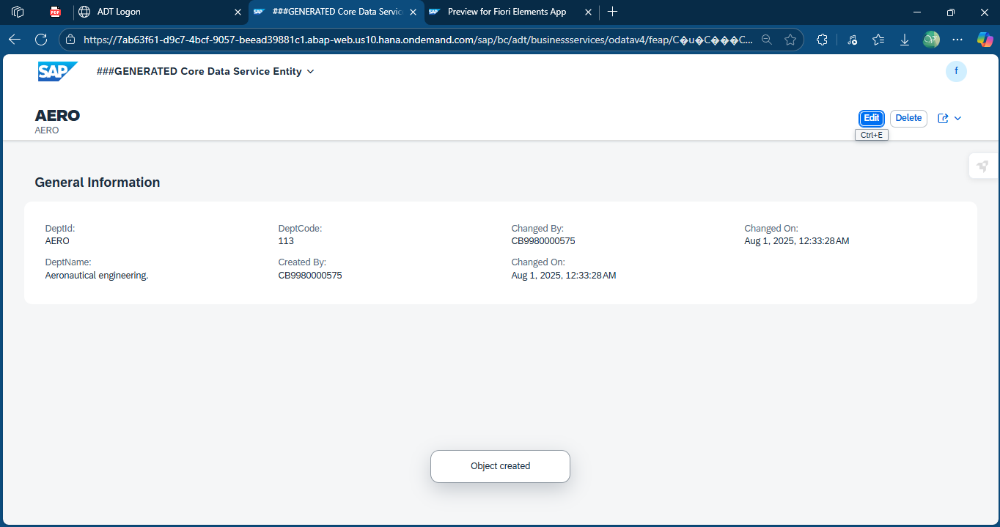 PDF
ADT Logon
SAP ###GENERATED Core Data Servic
SAP Preview for Fiori Elements App
https://7ab63f61-d9c7-4bcf-9057-beead39881c1.abap-web.us10.hana.ondemand.com/sap/bc/adt/businessservices/odatav4/feap/C�u�C���C...
SAP ###GENERATED Core Data Service Entity
f
AERO
AERO
Edit Delete
Ctrl+E
General Information
DeptId:
AERO
DeptName:
Aeronautical engineering.
DeptCode:
113
Created By:
CB9980000575
Changed By:
CB9980000575
Changed On:
Aug 1, 2025, 12:33:28 AM
Changed On:
Aug 1, 2025, 12:33:28 AM
Object created